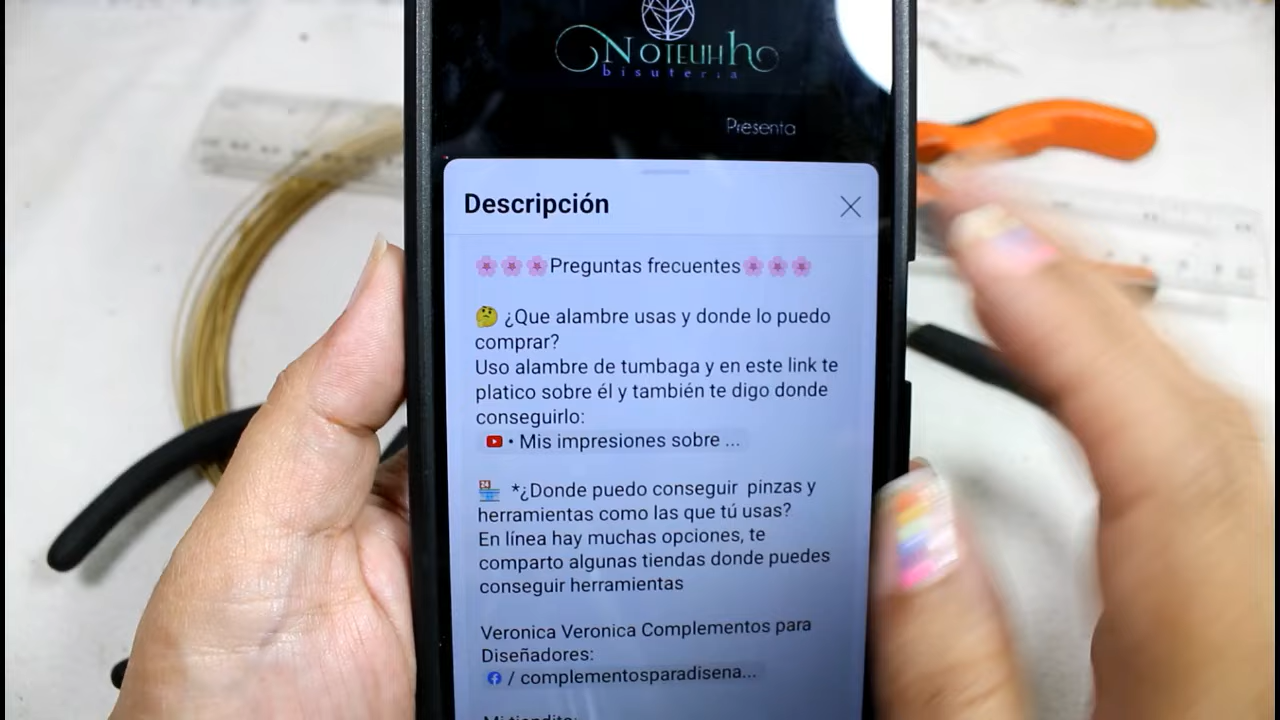 Noteuhh
bisutería
Presenta
Descripción
🌸🌸🌸Preguntas frecuentes🌸🌸🌸
🤔 ¿Que alambre usas y donde lo puedo
comprar?
Uso alambre de tumbaga y en este link te
platico sobre él y también te digo donde
conseguirlo:
• Mis impresiones sobre ...
🏪 *¿Donde puedo conseguir pinzas y
herramientas como las que tú usas?
En línea hay muchas opciones, te
comparto algunas tiendas donde puedes
conseguir herramientas
Veronica Veronica Complementos para
Diseñadores:
/ complementosparadisena...
Mi tiendita: